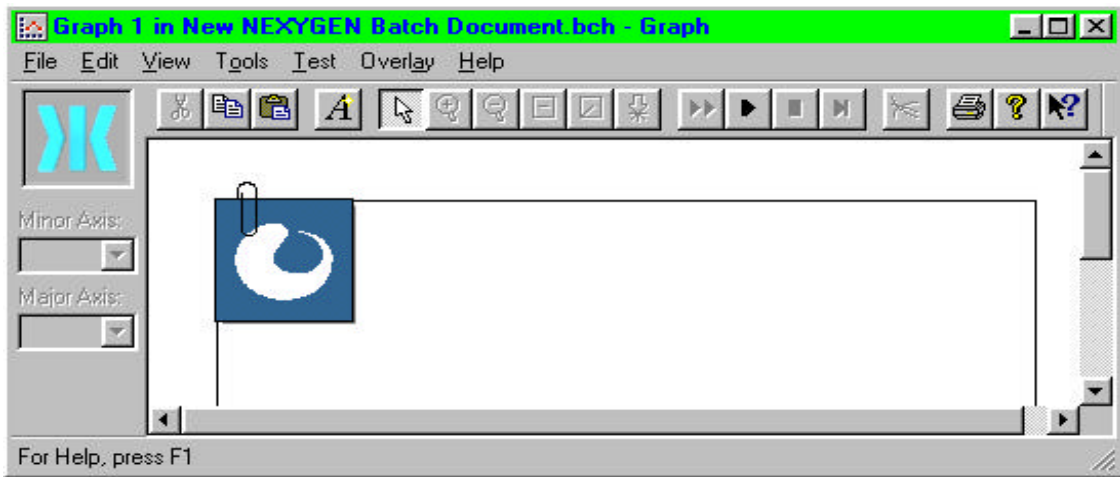 Graph 1 in New NEXYGEN Batch Document.bch - Graph
File Edit View Tools Test Overlay Help
Minor Axis:
Major Axis:
For Help, press F1